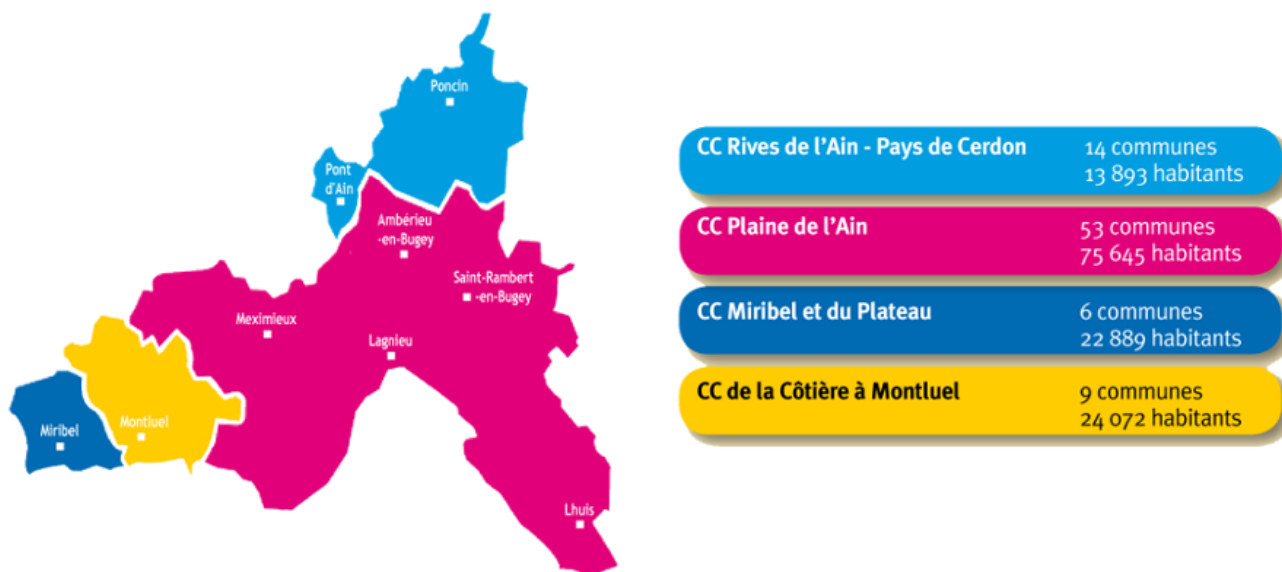 Poncin
Pont
d'Ain
Ambérieu
-en-Bugey
Saint-Rambert
-en-Bugey
Meximieux
Lagnieu
Montluel
Miribel
Lhuis
CC Rives de l'Ain - Pays de Cerdon 14 communes
13 893 habitants
CC Plaine de l'Ain 53 communes
75 645 habitants
CC Miribel et du Plateau 6 communes
22 889 habitants
CC de la Côtière à Montluel 9 communes
24 072 habitants